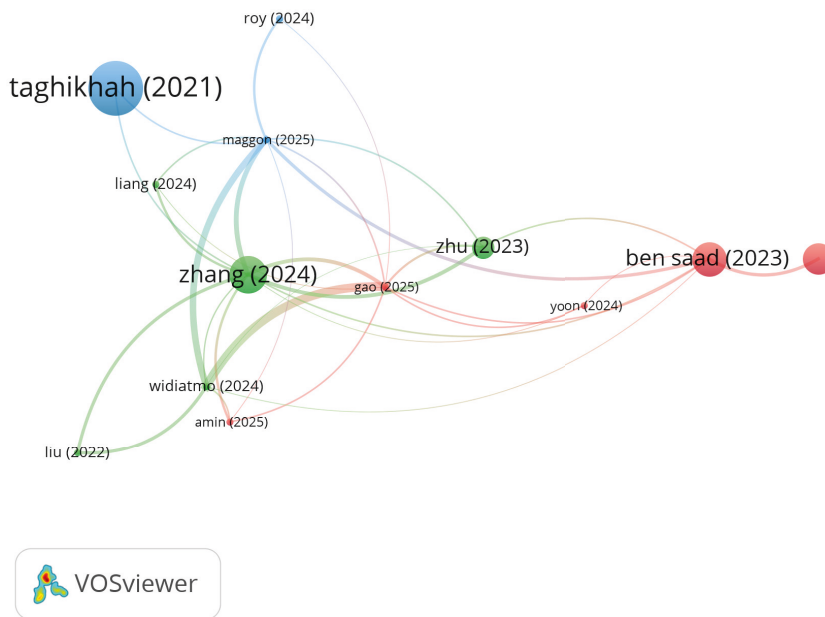 roy (2024)
taghikhah (2021)
maggon (2025)
liang (2024)
zhu (2023)
ben saad (2023)
zhang (2024)
gao (2025)
yoon (2024)
widiatmo (2024)
amin (2025)
liu (2022)
VOSviewer